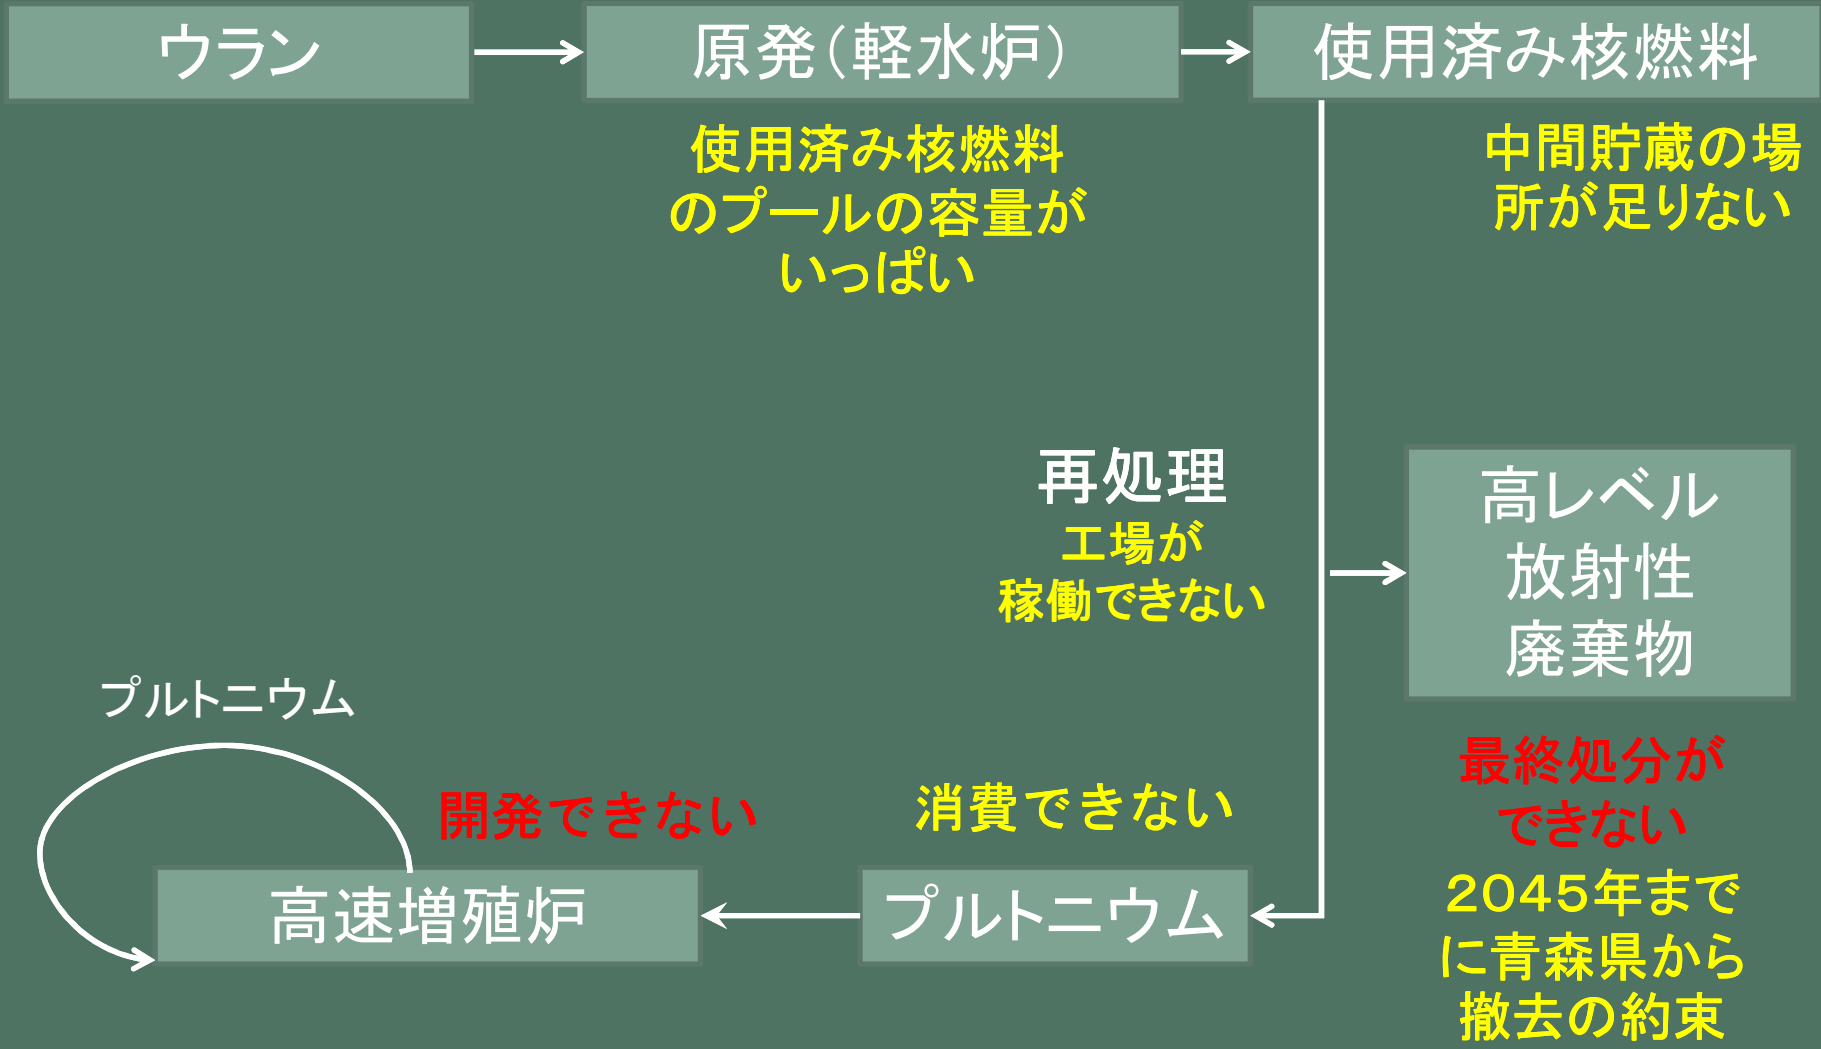 ウラン
原発（軽水炉）
使用済み核燃料
使用済み核燃料
のプールの容量が
いっぱい
中間貯蔵の場
所が足りない
再処理
工場が
稼働できない
高レベル
放射性
廃棄物
プルトニウム
開発できない
消費できない
最終処分が
できない
高速増殖炉
プルトニウム
２０４５年まで
に青森県から
撤去の約束